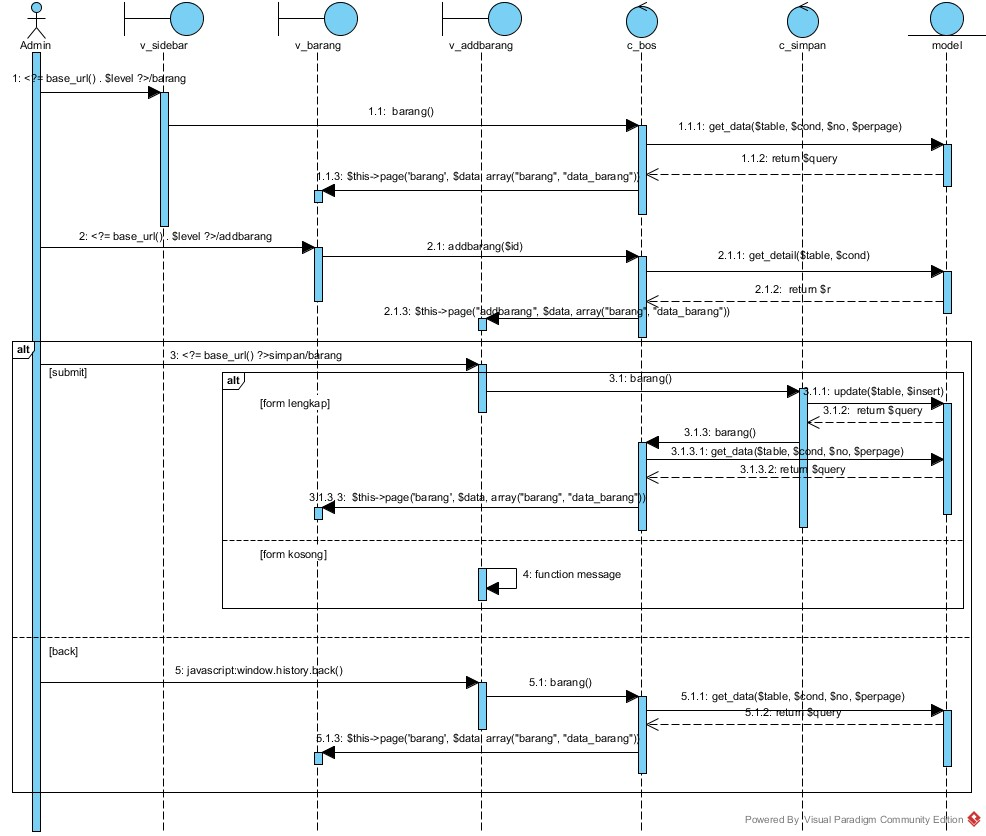 Admin
v_sidebar
v_barang
v_addbarang
c_bos
c_simpan
model
1: <?= base_url() . $level ?>/barang
1.1: barang()
1.1.1: get_data($table, $cond, $no, $perpage)
1.1.2: return $query
1.1.3: $this->page('barang', $data, array("barang", "data_barang"))
2: <?= base_url() . $level ?>/addbarang
2.1: addbarang($id)
2.1.1: get_detail($table, $cond)
2.1.2: return $r
2.1.3: $this->page("addbarang", $data, array("barang", "data_barang"))
alt
3: <?= base_url() ?>simpan/barang
[submit]
alt
3.1: barang()
[form lengkap]
3.1.1: update($table, $insert)
3.1.2: return $query
3.1.3: barang()
3.1.3.1: get_data($table, $cond, $no, $perpage)
3.1.3.2: return $query
3.1.3.3: $this->page('barang', $data, array("barang", "data_barang"))
[form kosong]
4: function message
[back]
5: javascript:window.history.back()
5.1: barang()
5.1.1: get_data($table, $cond, $no, $perpage)
5.1.2: return $query
5.1.3: $this->page('barang', $data, array("barang", "data_barang"))
Powered By Visual Paradigm Community Edition